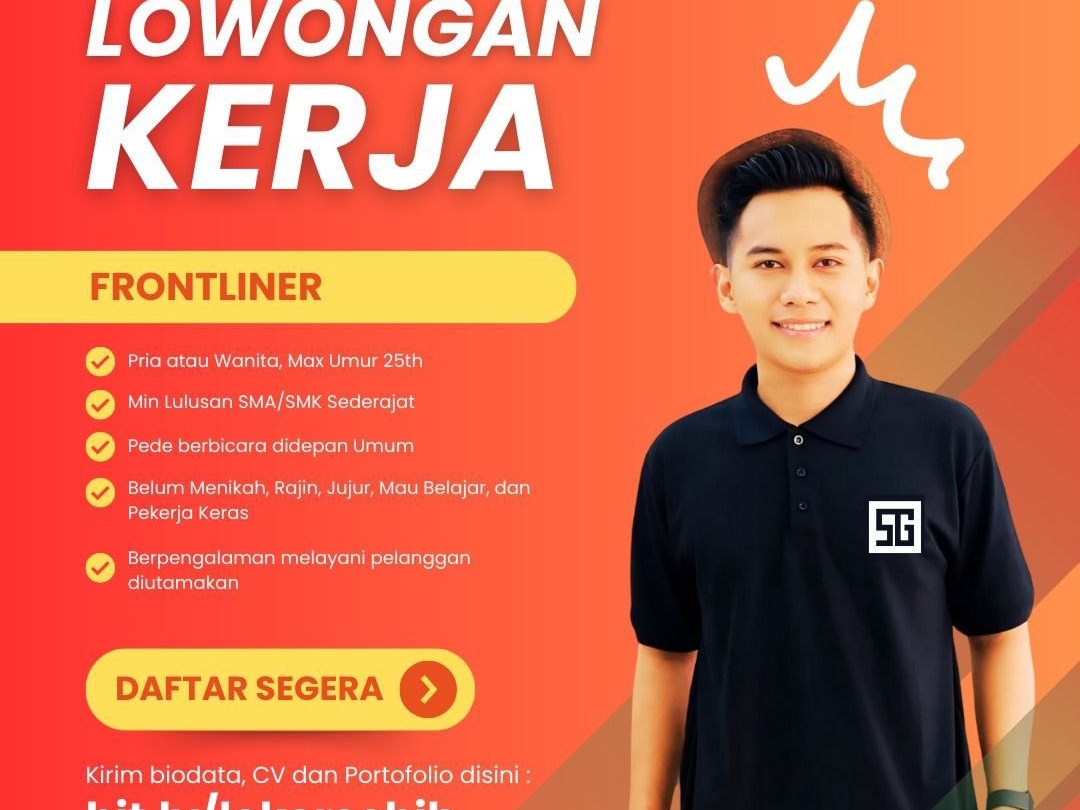 LOWONGAN
KERJA
FRONTLINER
Pria atau Wanita, Max Umur 25th
Min Lulusan SMA/SMK Sederajat
Pede berbicara didepan Umum
Belum Menikah, Rajin, Jujur, Mau Belajar, dan
Pekerja Keras
Berpengalaman melayani pelanggan
diutamakan
SG
DAFTAR SEGERA
Kirim biodata, CV dan Portofolio disini :